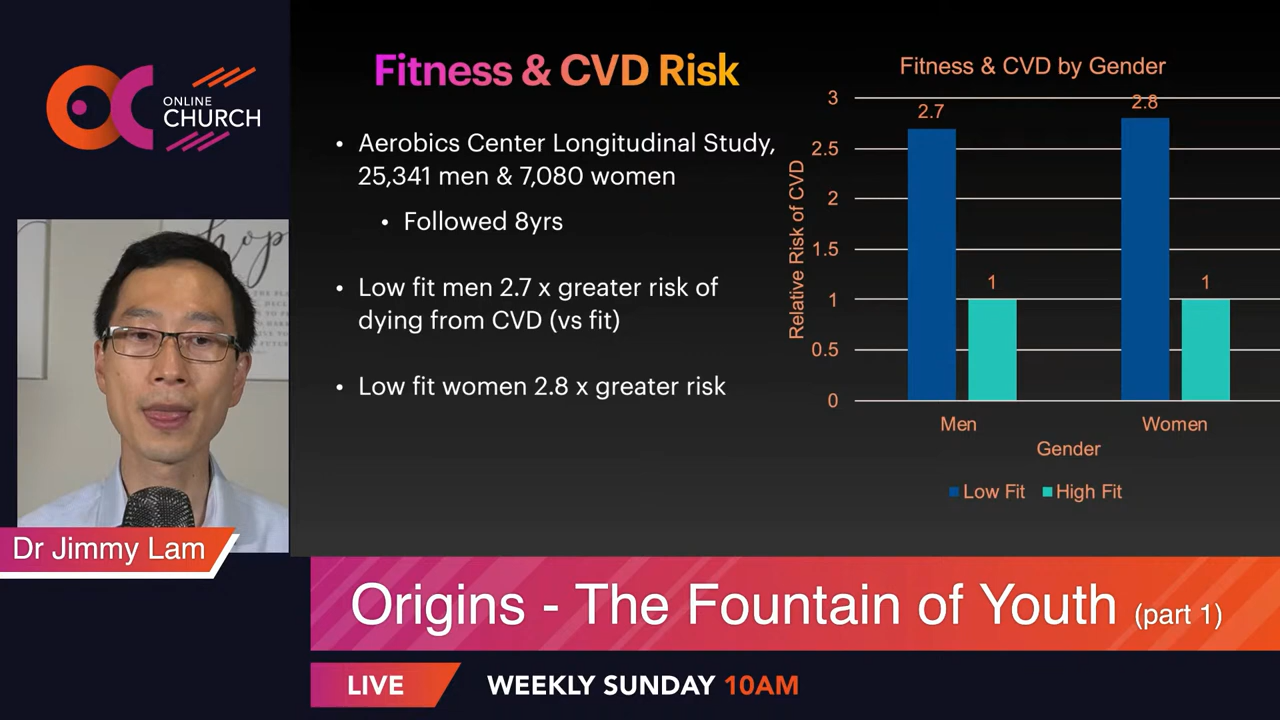 ONLINE
CHURCH
hop
Dr Jimmy Lam
Fitness & CVD Risk
• Aerobics Center Longitudinal Study,
25,341 men & 7,080 women
• Followed 8yrs
• Low fit men 2.7 x greater risk of
dying from CVD (vs fit)
• Low fit women 2.8 x greater risk
Fitness & CVD by Gender
Relative Risk of CVD
3
2.5
2
1.5
1
0.5
0
2.7
1
2.8
1
Men
Women
Gender
Low Fit
High Fit
Origins - The Fountain of Youth (part 1)
LIVE
WEEKLY SUNDAY 10AM